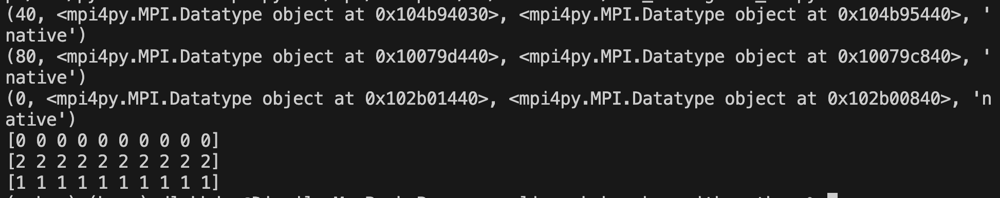 (40, <mpi4py.MPI.Datatype object at 0x104b94030>, <mpi4py.MPI.Datatype object at 0x104b95440>, '
native')
(80, <mpi4py.MPI.Datatype object at 0x10079d440>, <mpi4py.MPI.Datatype object at 0x10079c840>, '
native')
(0, <mpi4py.MPI.Datatype object at 0x102b01440>, <mpi4py.MPI.Datatype object at 0x102b00840>, 'n
ative')
[0 0 0 0 0 0 0 0 0 0]
[2 2 2 2 2 2 2 2 2 2]
[1 1 1 1 1 1 1 1 1 1]